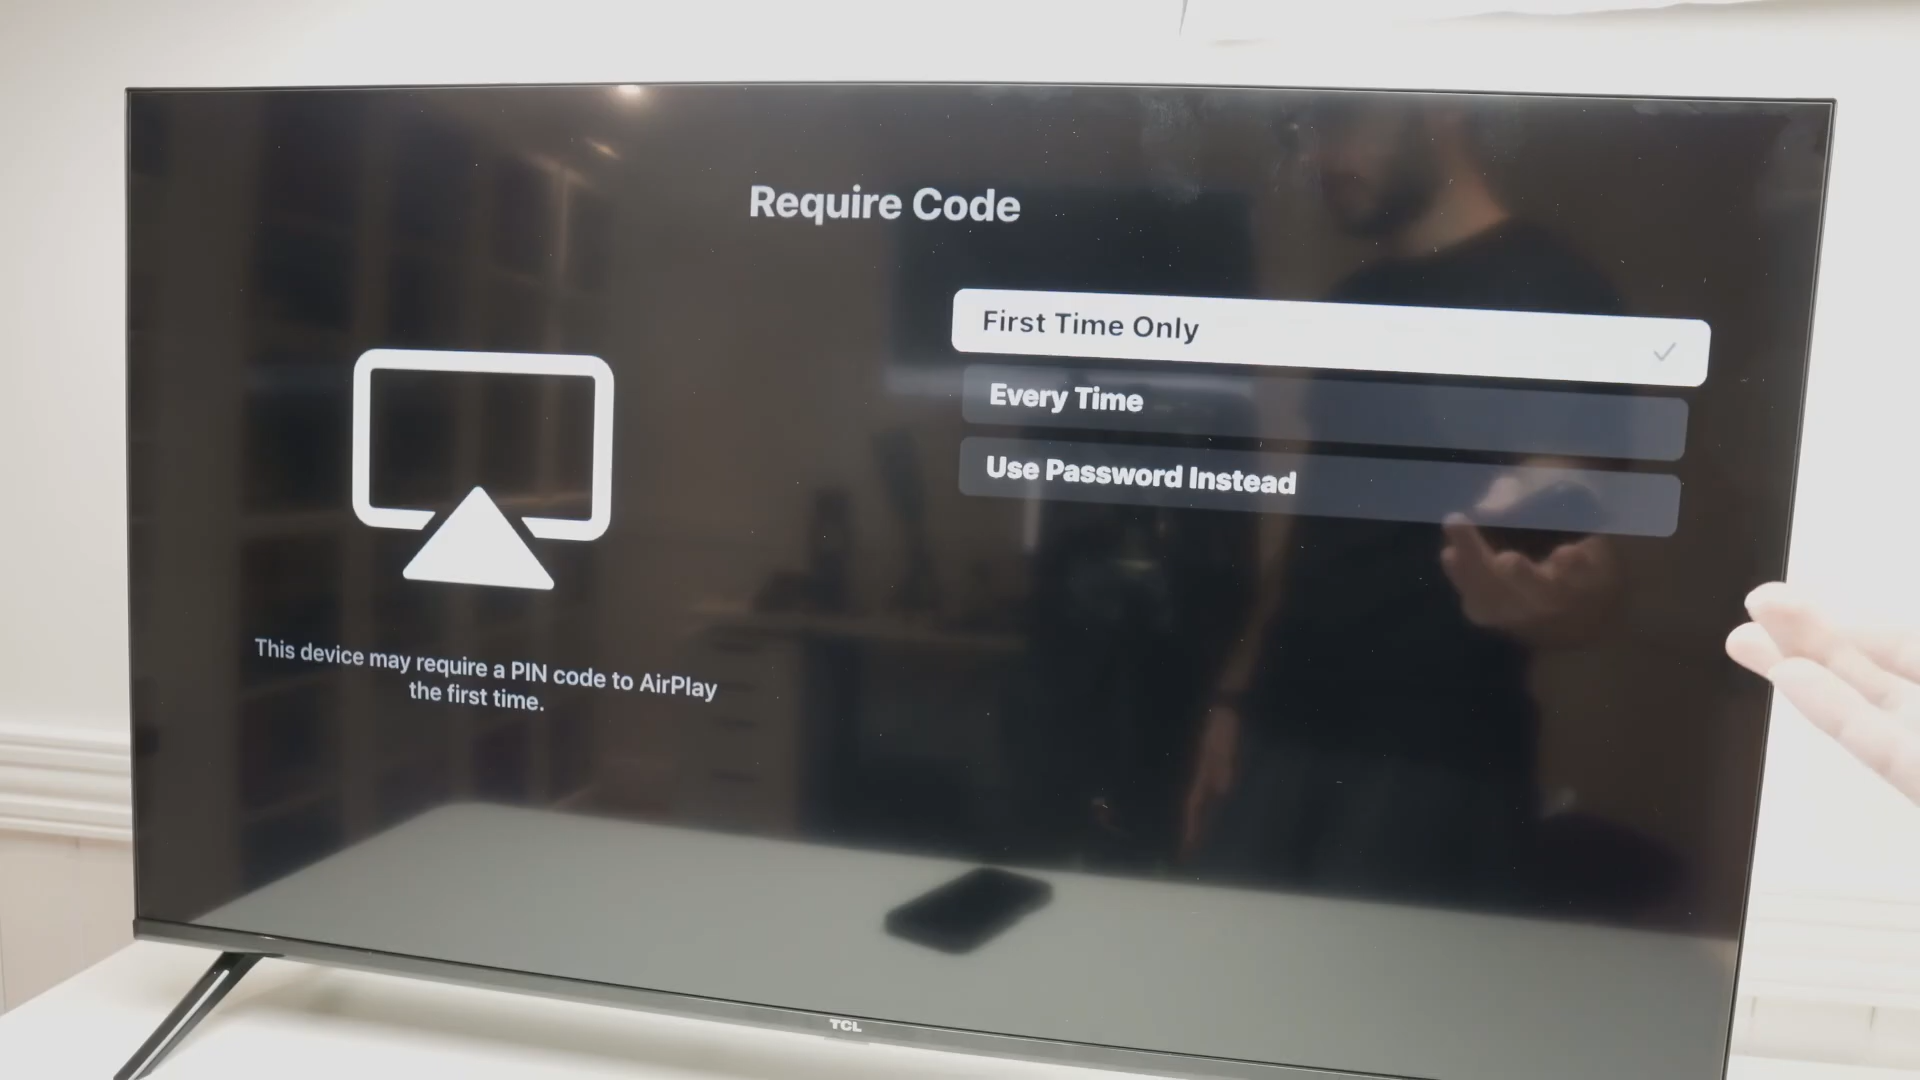 Require Code
First Time Only
Every Time
Use Password Instead
This device may require a PIN code to AirPlay
the first time.
TCL